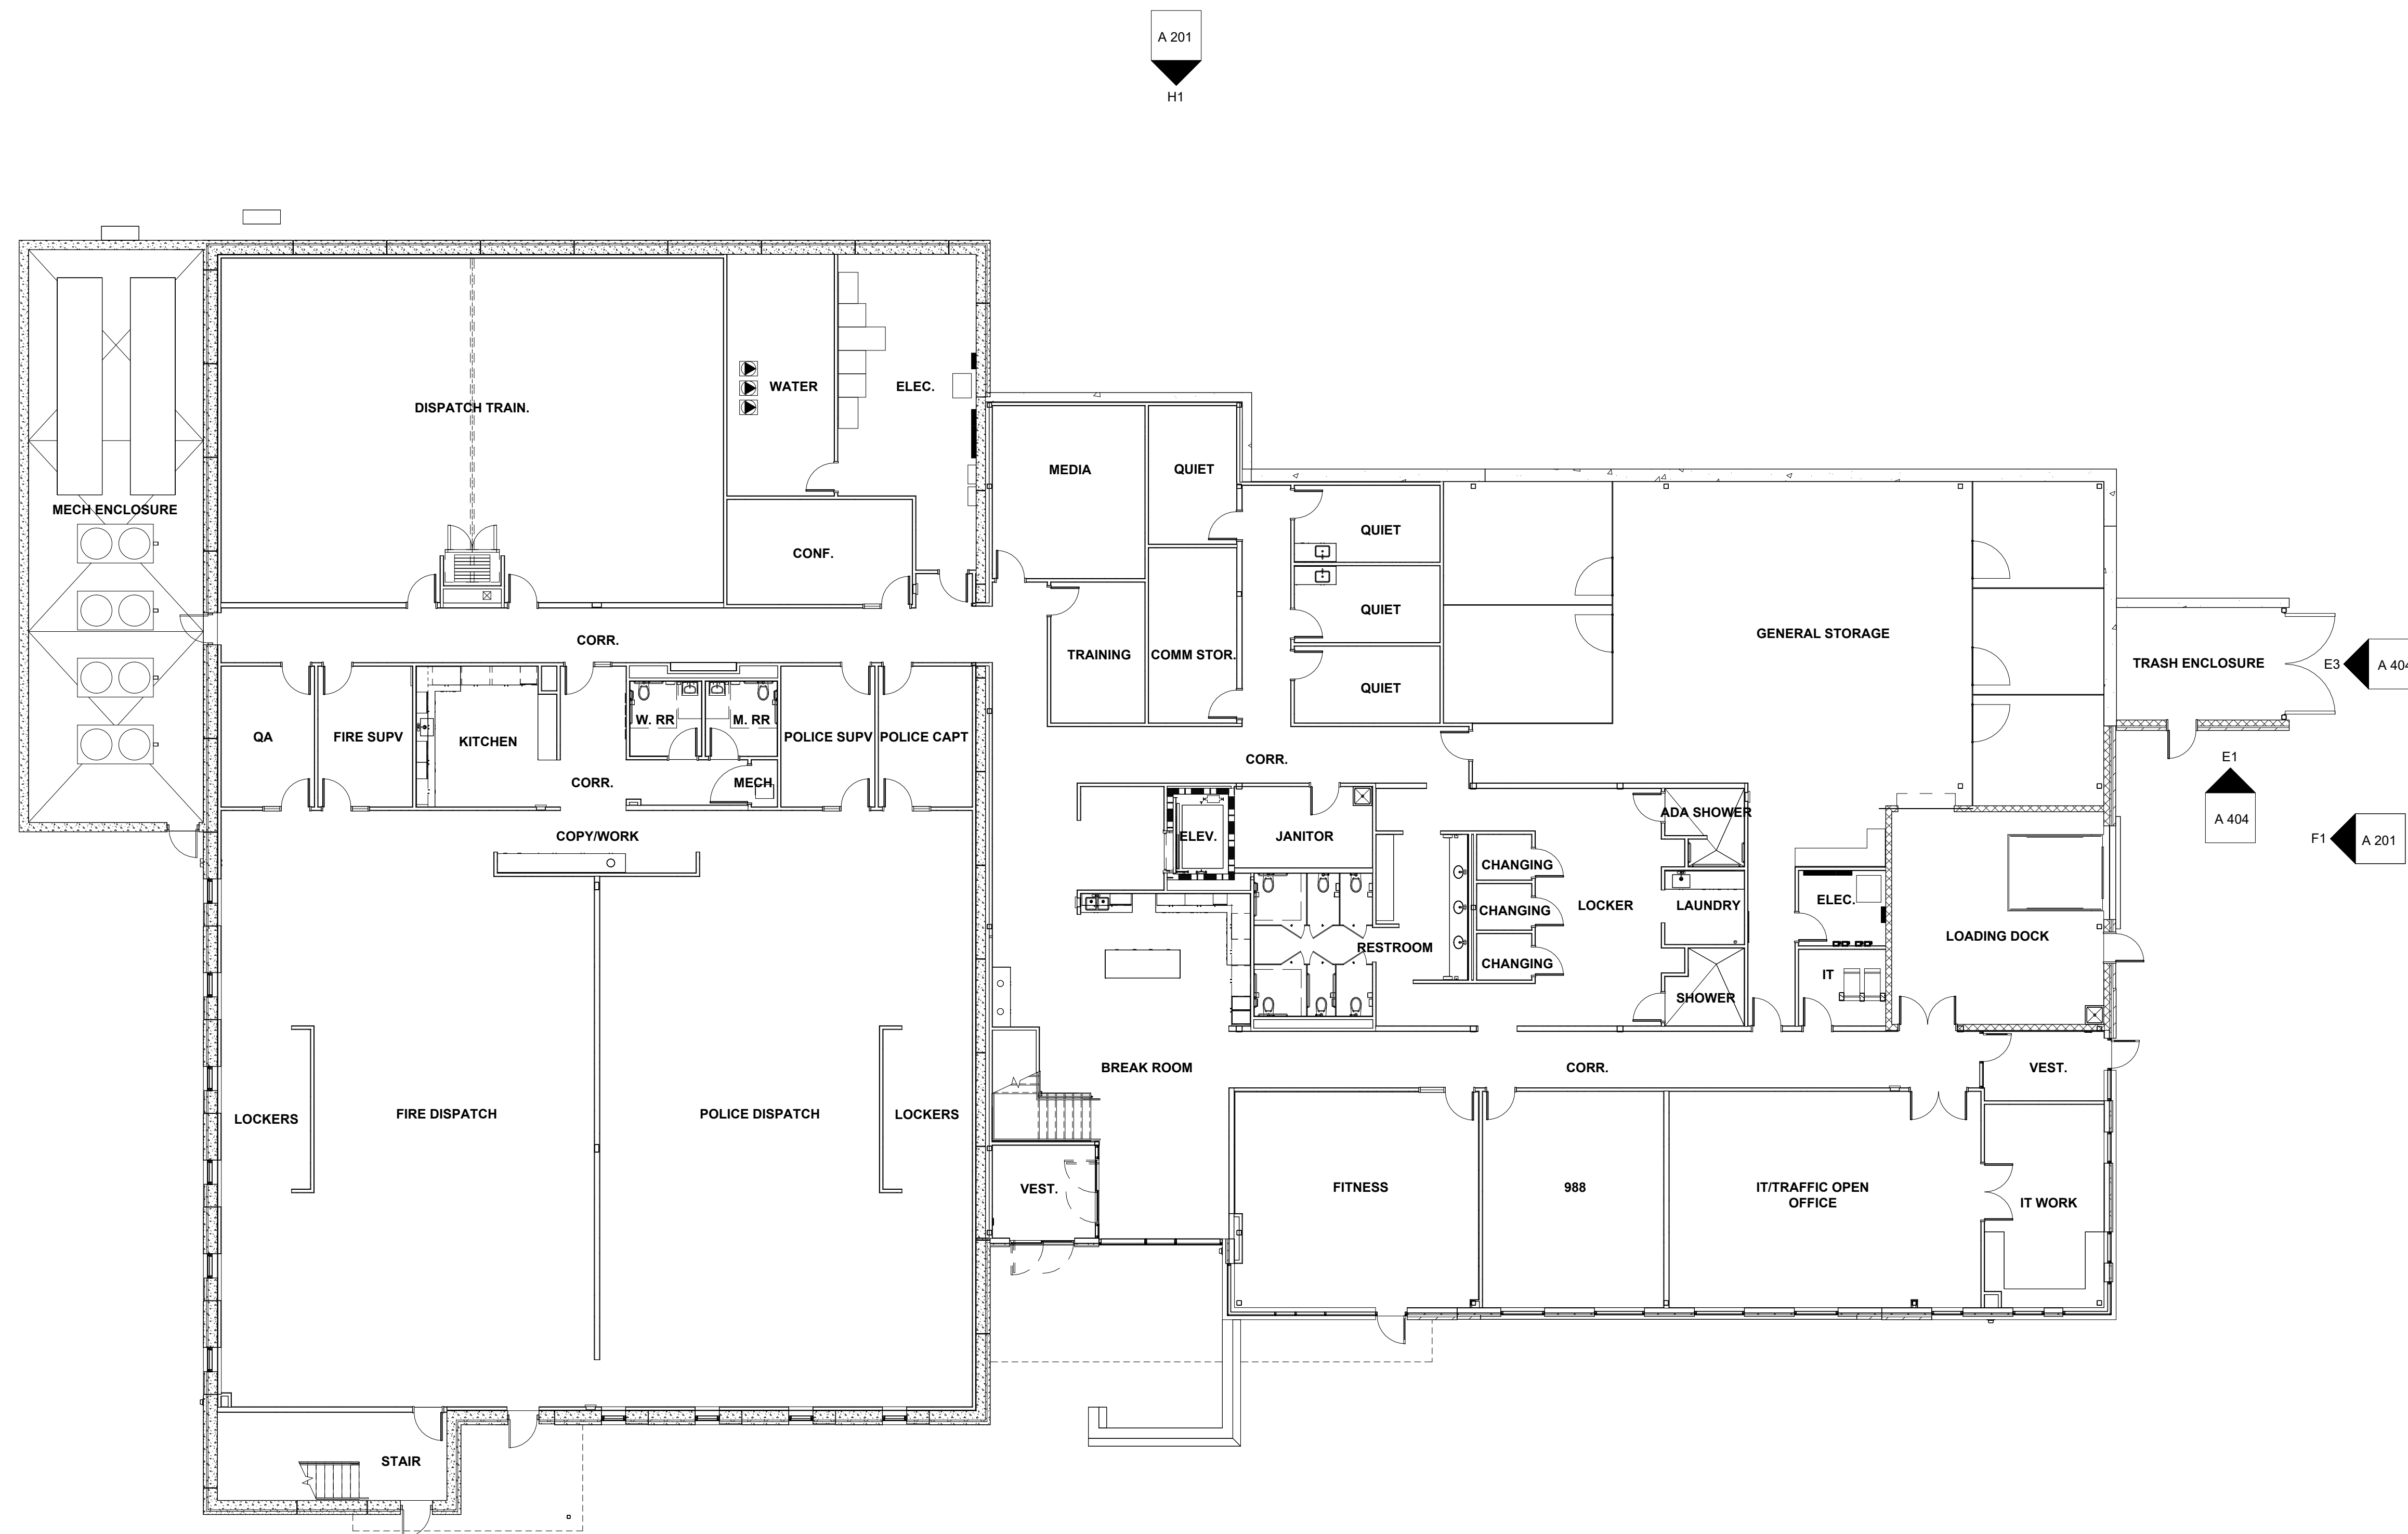 A 201
H1
WATER
ELEC.
DISPATCH TRAIN.
MEDIA
QUIET
MECH ENCLOSURE
QUIET
CONF.
QUIET
GENERAL STORAGE
CORR.
TRAINING
COMM STOR.
TRASH ENCLOSURE
E3
A 404
QUIET
W. RR
M. RR
QA
FIRE SUPV
KITCHEN
POLICE SUPV
POLICE CAPT
CORR.
E1
CORR.
MECH
ADA SHOWER
A 404
COPY/WORK
ELEV.
JANITOR
F1
A 201
CHANGING
ELEC.
CHANGING
LOCKER
LAUNDRY
LOADING DOCK
RESTROOM
CHANGING
IT
SHOWER
BREAK ROOM
CORR.
VEST.
LOCKERS
FIRE DISPATCH
POLICE DISPATCH
LOCKERS
VEST.
FITNESS
988
IT/TRAFFIC OPEN
OFFICE
IT WORK
STAIR